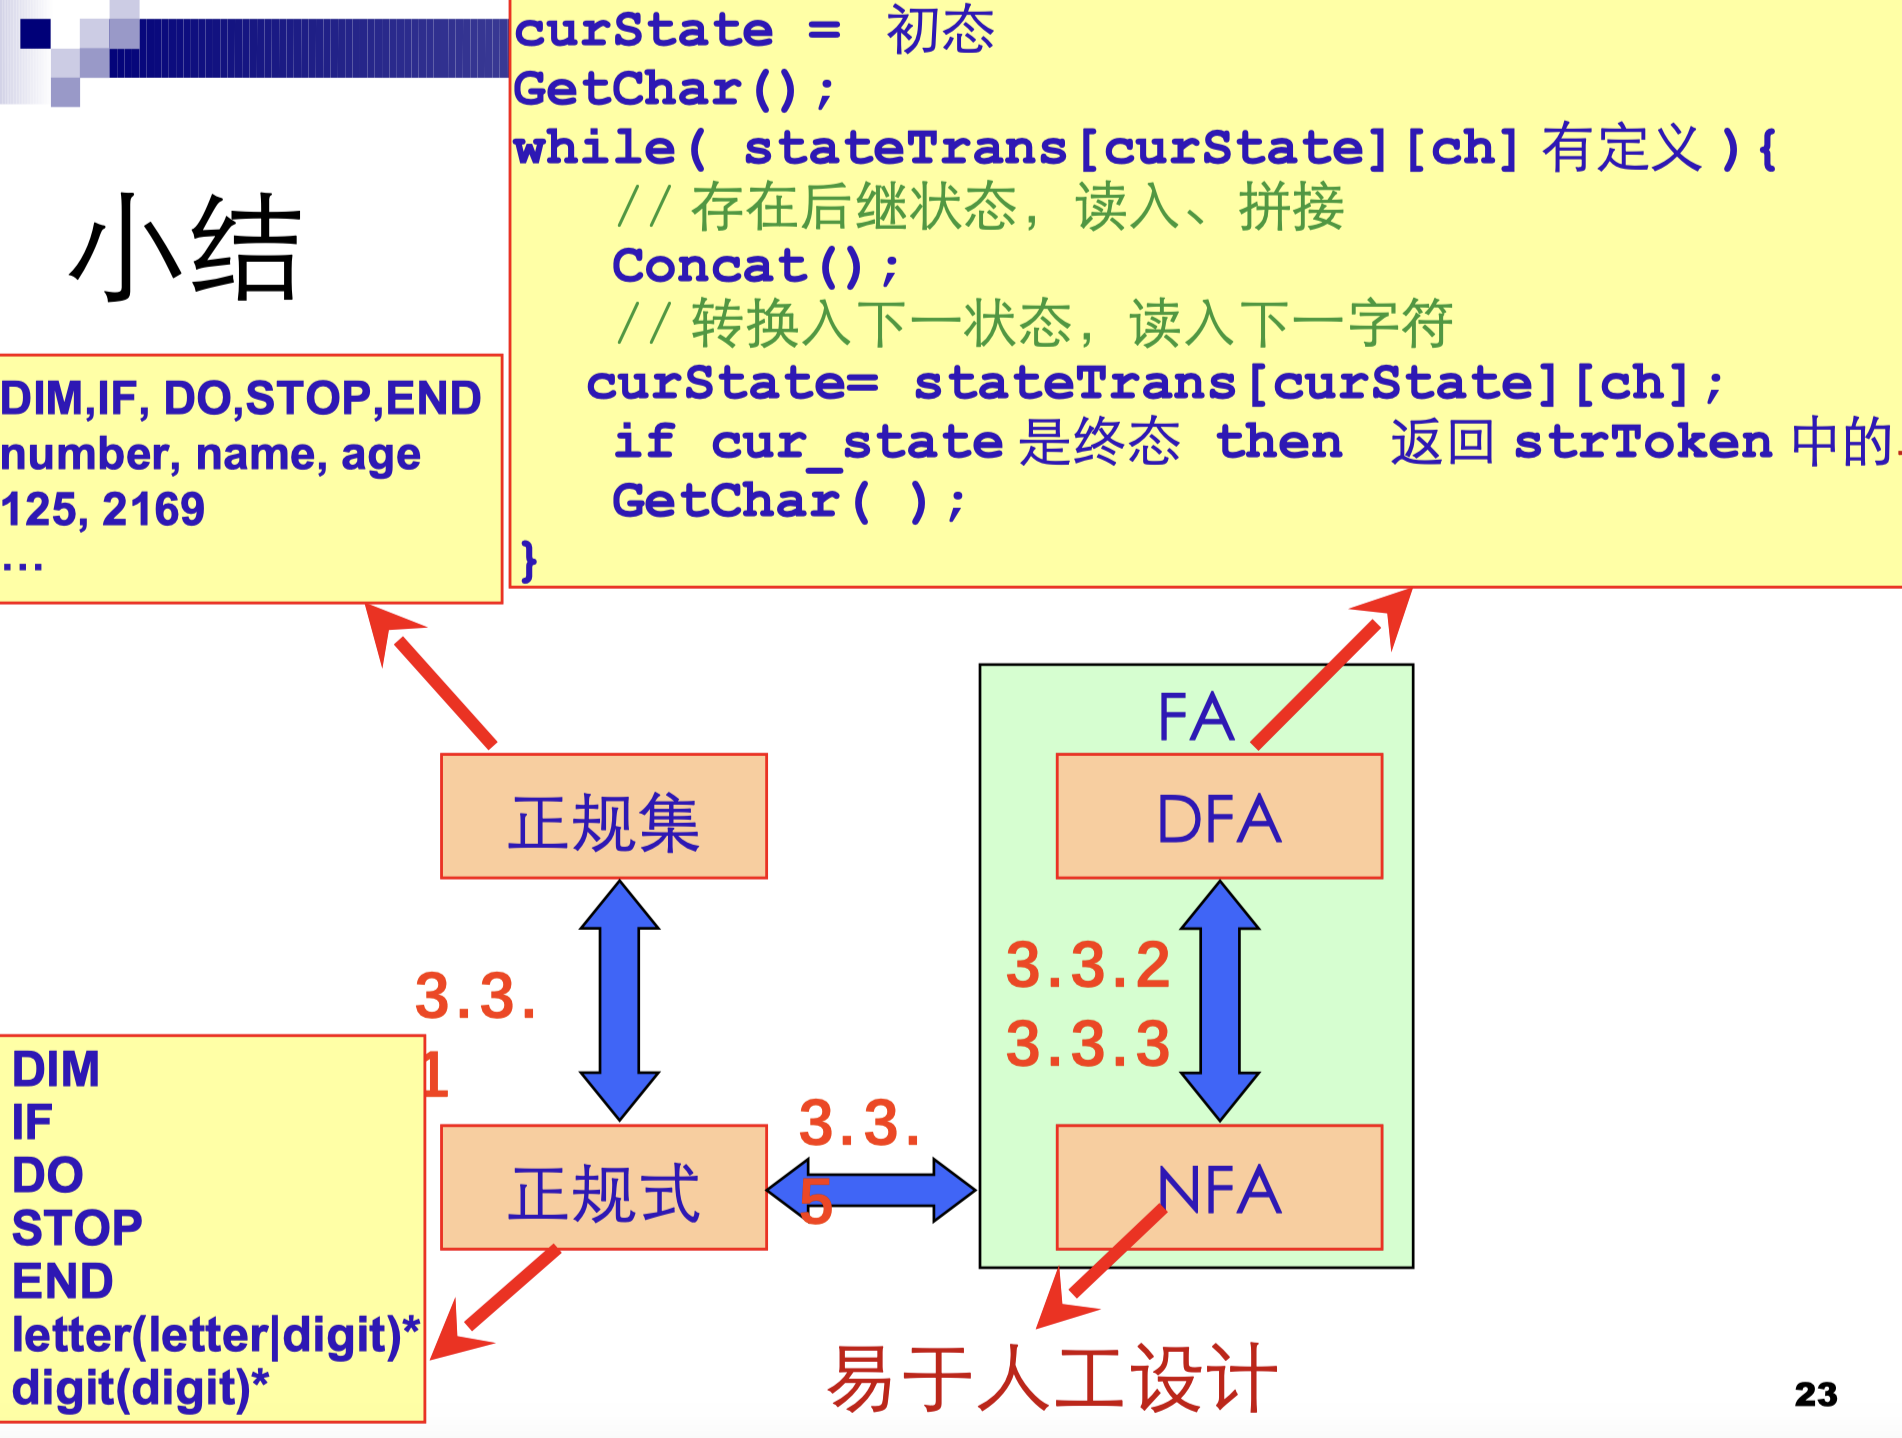 小结
curState = 初态
GetChar();
while( stateTrans[curState][ch] 有定义 ){
// 存在后继状态，读入、拼接
Concat();
// 转换入下一状态，读入下一字符
curState= stateTrans[curState][ch];
if cur_state 是终态 then 返回 strToken 中的
GetChar( );
}
DIM,IF, DO,STOP,END
number, name, age
125, 2169
…
FA
正规集
DFA
3.3.
1
3.3.2
3.3.3
3.3.
5
正规式
NFA
DIM
IF
DO
STOP
END
letter(letter|digit)*
digit(digit)*
易于人工设计
23